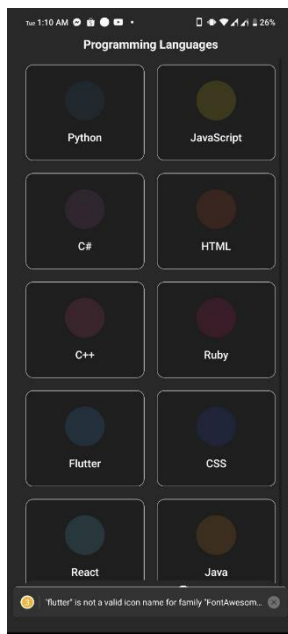 Tue 1:10 AM 26%
Programming Languages
Python JavaScript
C# HTML
C++ Ruby
Flutter CSS
React Java
"flutter" is not a valid icon name for family "FontAwesom...